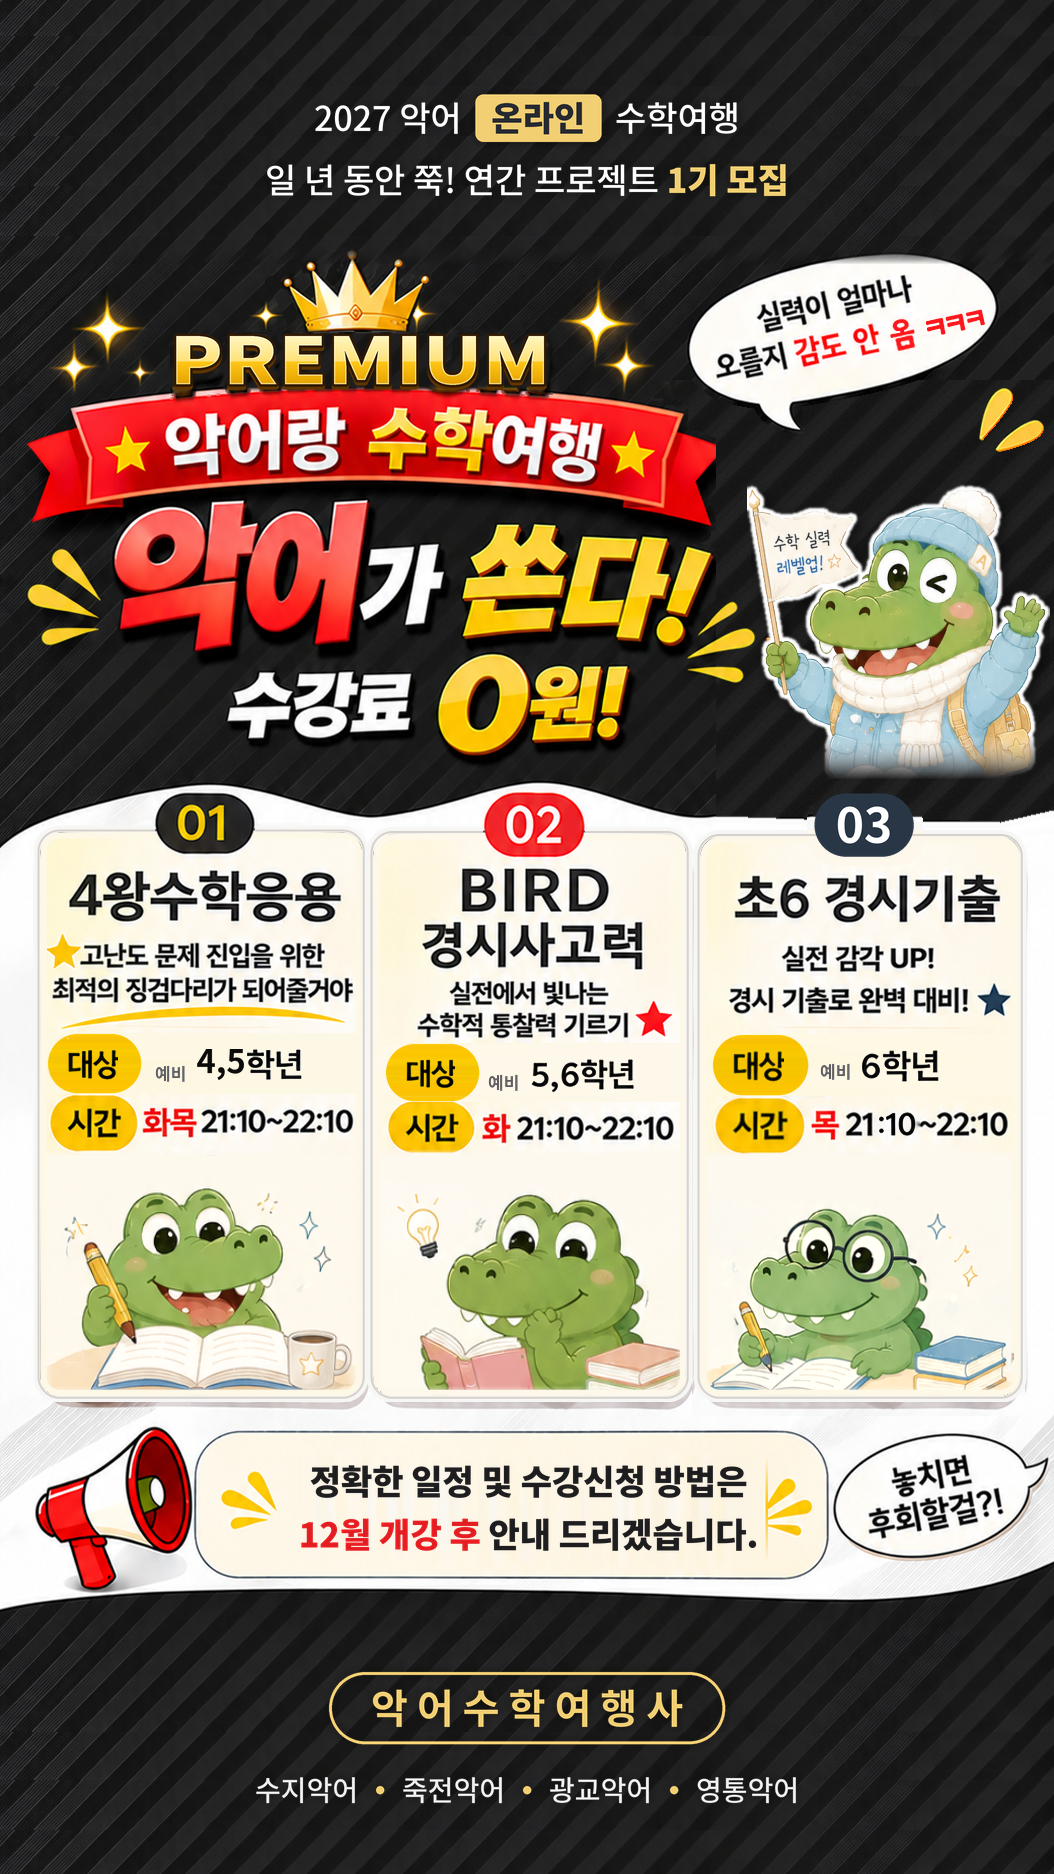 2027 악어 온라인 수학여행
일 년 동안 쭉! 연간 프로젝트 1기 모집
실력이 얼마나
오를지 감도 안 옴 ㅋㅋㅋ
PREMIUM
악어랑 수학여행
악어가 쏜다!
수강료 0원!
수학 실력
레벨업!
A
01
4왕수학응용
고난도 문제 진입을 위한
최적의 징검다리가 되어줄거야
대상 예비 4,5학년
시간 화목 21:10~22:10
02
BIRD
경시사고력
실전에서 빛나는
수학적 통찰력 기르기
대상 예비 5,6학년
시간 화 21:10~22:10
03
초6 경시기출
실전 감각 UP!
경시 기출로 완벽 대비!
대상 예비 6학년
시간 목 21:10~22:10
정확한 일정 및 수강신청 방법은
12월 개강 후 안내 드리겠습니다.
놓치면
후회할걸?!
악어수학여행사
수지악어 • 죽전악어 • 광교악어 • 영통악어